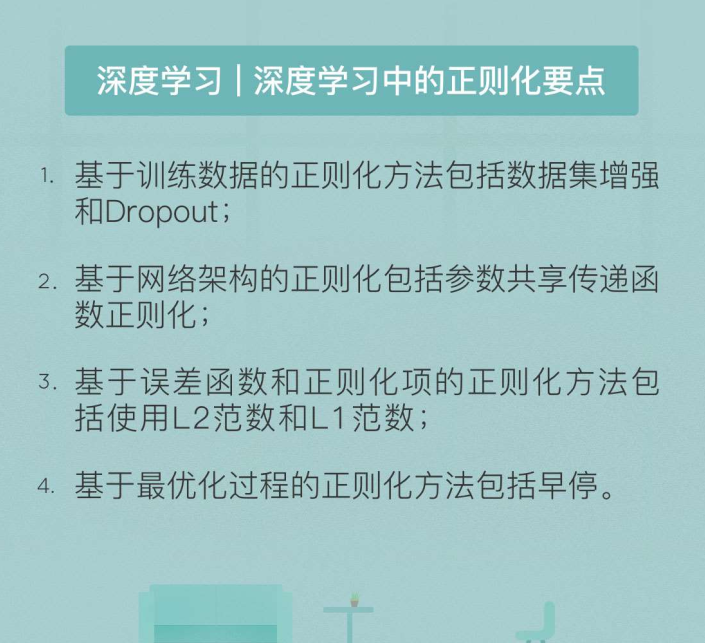 深度学习｜深度学习中的正则化要点
1. 基于训练数据的正则化方法包括数据集增强
和Dropout；
2. 基于网络架构的正则化包括参数共享传递函
数正则化；
3. 基于误差函数和正则化项的正则化方法包
括使用L2范数和L1范数；
4. 基于最优化过程的正则化方法包括早停。